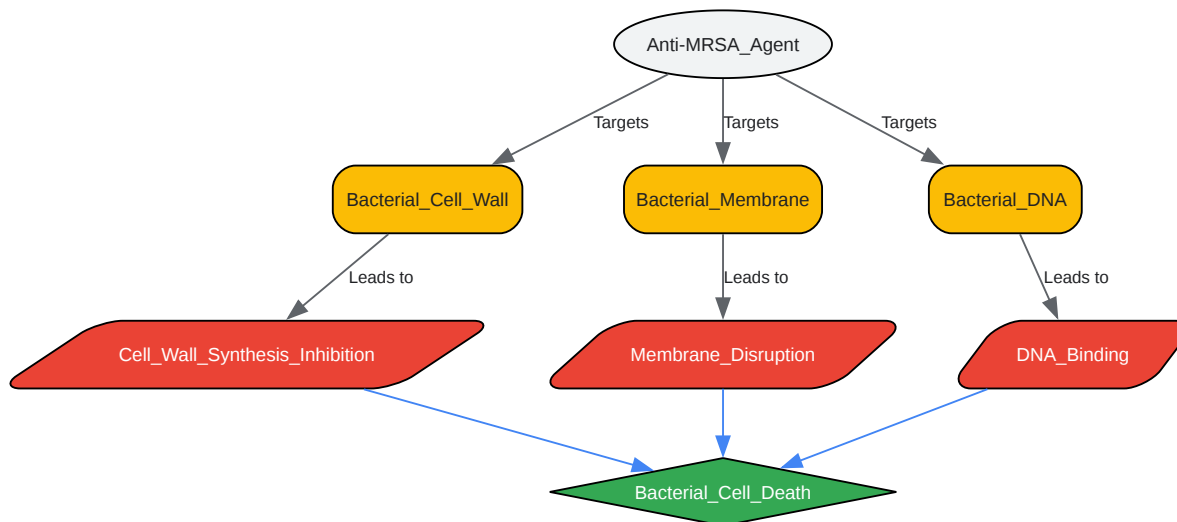 Anti-MRSA_Agent
Targets
Targets
Targets
Bacterial_Cell_Wall
Bacterial_Membrane
Bacterial_DNA
Leads to
Leads to
Leads to
Cell_Wall_Synthesis_Inhibition
Membrane_Disruption
DNA_Binding
Bacterial_Cell_Death